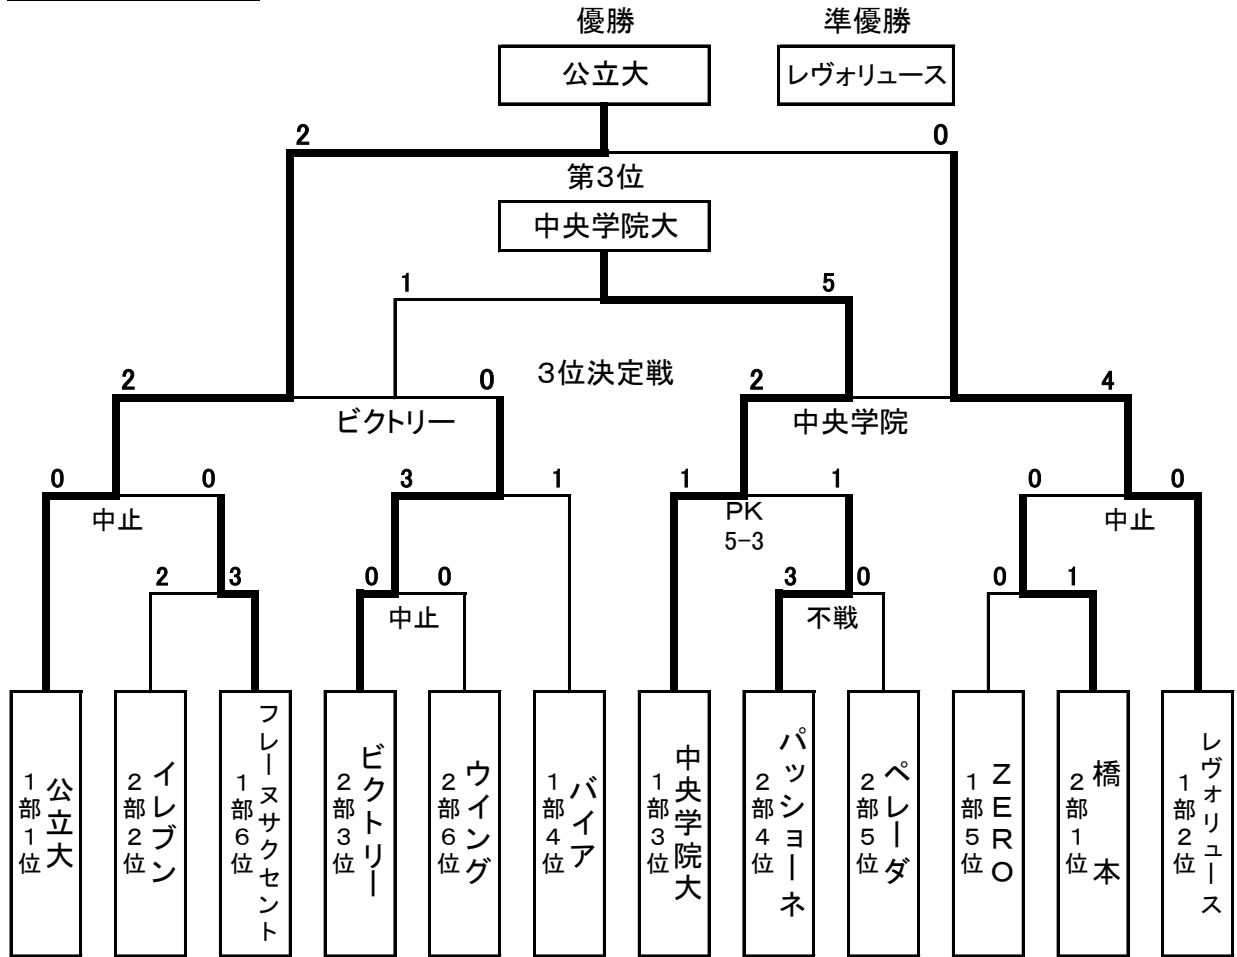 優勝
準優勝
公立大
レヴォリュース
2
0
第3位
中央学院大
1
5
3位決定戦
2
0
2
4
ビクトリー
中央学院
0
0
3
1
1
1
0
0
中止
PK
5-3
中止
2
3
0
0
3
0
0
1
中止
不戦
公立大
1部1位
イレブン
2部2位
フレーヌサクセント
1部6位
ビクトリー
2部3位
ウイング
2部6位
バイア
1部4位
中央学院大
1部3位
パッショーネ
2部4位
ペレーダ
2部5位
ZERO
1部5位
橋本
2部1位
レヴォリュース
1部2位